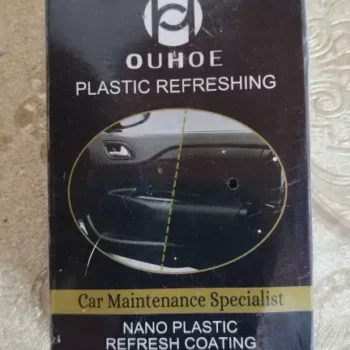 OUHOE
PLASTIC REFRESHING
Car Maintenance Specialist
NANO PLASTIC
REFRESH COATING